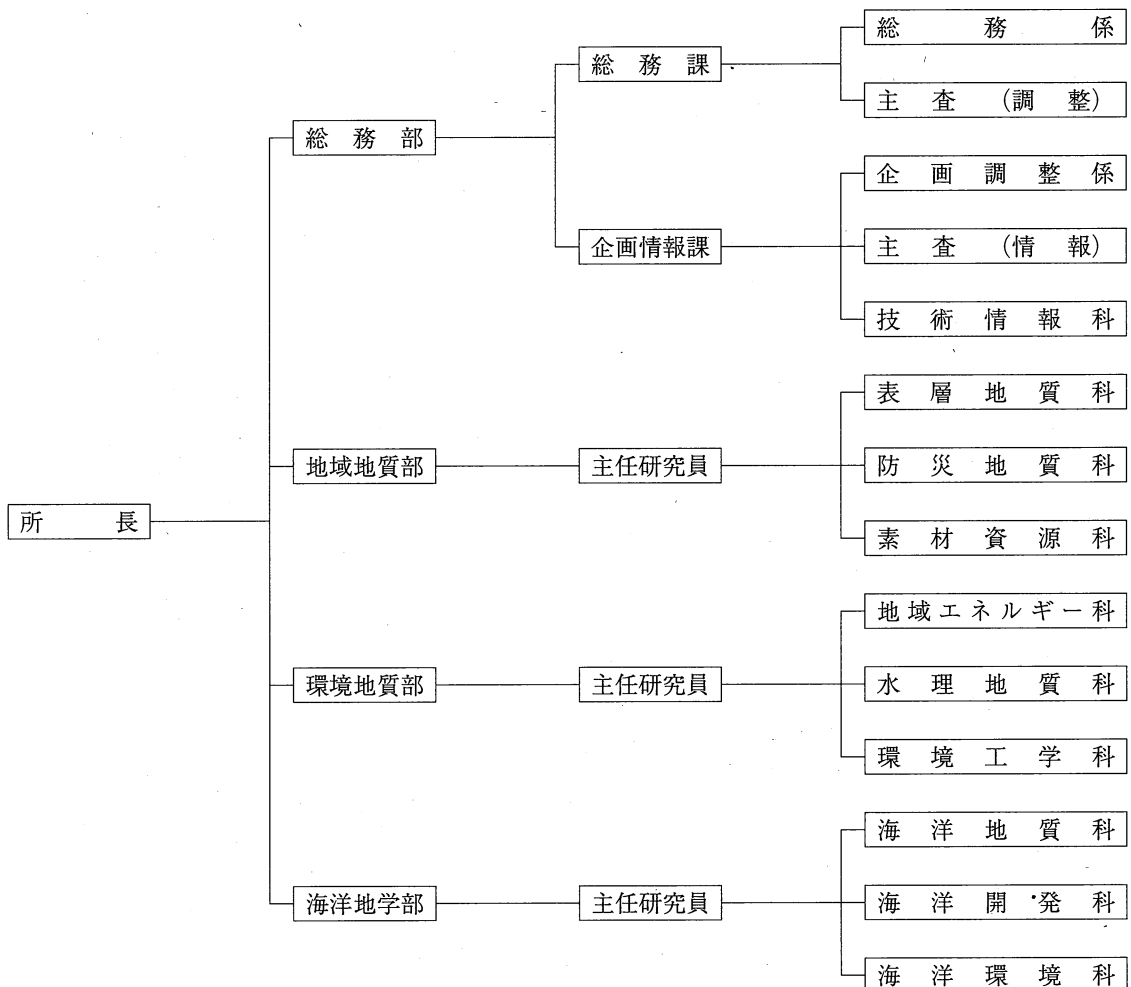 所長
総務部
総務課
総務係
主査（調整）
企画情報課
企画調整係
主査（情報）
技術情報科
地域地質部
主任研究員
表層地質科
防災地質科
素材資源科
環境地質部
主任研究員
地域エネルギー科
水理地質科
環境工学科
海洋地学部
主任研究員
海洋地質科
海洋開発科
海洋環境科